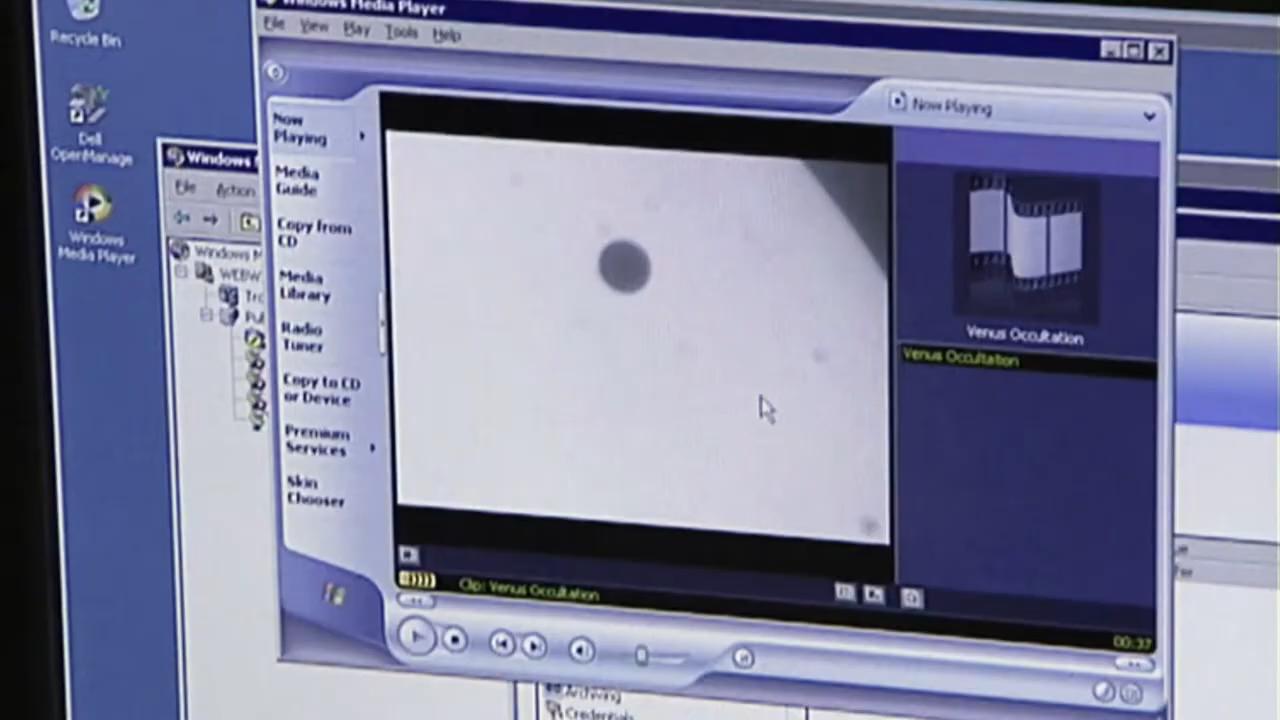 Windows Media Player
File View Play Tools Help
Recycle Bin
Dell
OpenManage
Windows
Media Player
Windows
File Action
Windows M
WEBW
Now Playing
Now
Playing
Media
Guide
Copy from
CD
Media
Library
Radio
Tuner
Copy to CD
or Device
Premium
Services
Skin
Chooser
Venus Occultation
Venus Occultation
Clip: Venus Occultation
00:37
Archiving
Credentials